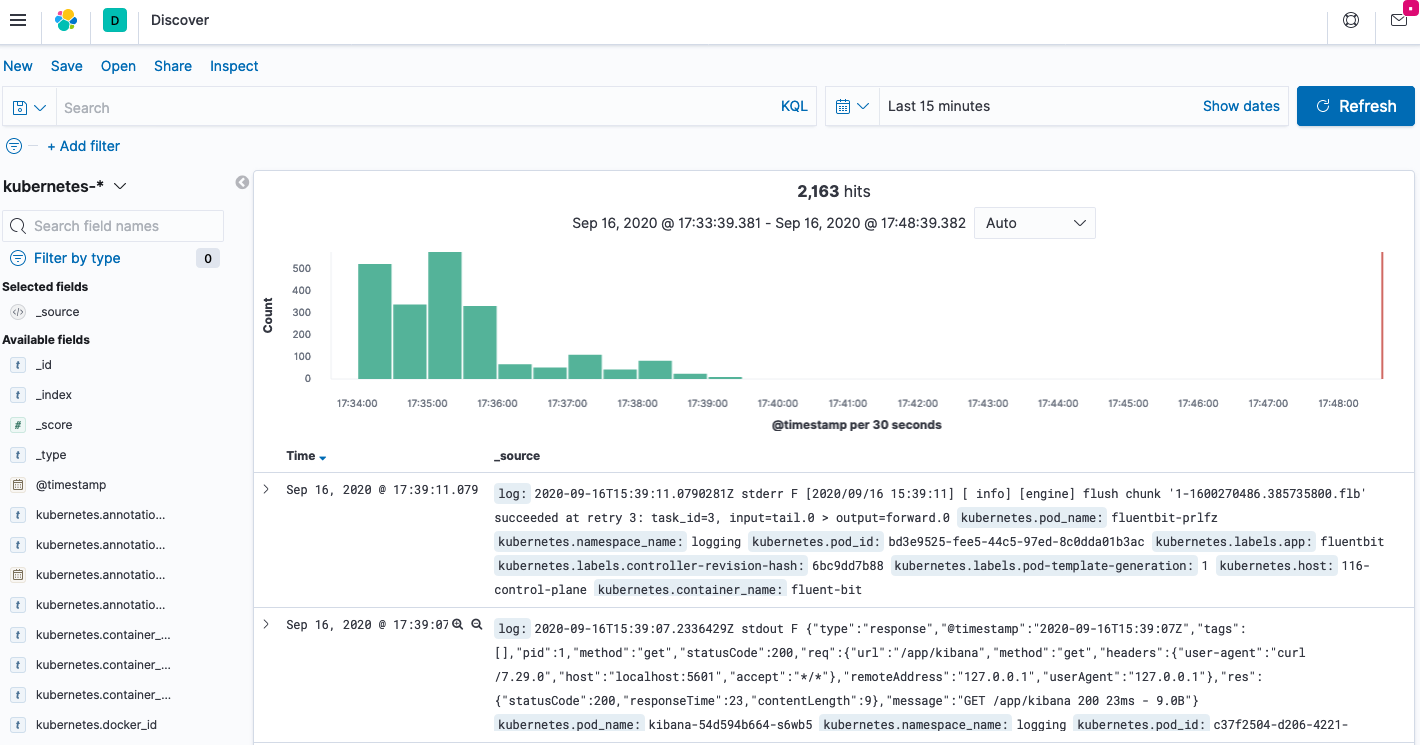 D Discover
New Save Open Share Inspect
Search KQL Last 15 minutes Show dates Refresh
+ Add filter
kubernetes-*
Search field names
Filter by type 0
Selected fields
</> _source
Available fields
t _id
t _index
# _score
t _type
@timestamp
t kubernetes.annotatio...
t kubernetes.annotatio...
kubernetes.annotatio...
t kubernetes.annotatio...
t kubernetes.container_...
t kubernetes.container_...
t kubernetes.container_...
t kubernetes.docker_id
2,163 hits
Sep 16, 2020 @ 17:33:39.381 - Sep 16, 2020 @ 17:48:39.382 Auto
Count
500
400
300
200
100
0
17:34:00 17:35:00 17:36:00 17:37:00 17:38:00 17:39:00 17:40:00 17:41:00 17:42:00 17:43:00 17:44:00 17:45:00 17:46:00 17:47:00 17:48:00
@timestamp per 30 seconds
Time _source
Sep 16, 2020 @ 17:39:11.079 log: 2020-09-16T15:39:11.0790281Z stderr F [2020/09/16 15:39:11] [ info] [engine] flush chunk '1-1600270486.385735800.flb'
succeeded at retry 3: task_id=3, input=tail.0 > output=forward.0 kubernetes.pod_name: fluentbit-prlfz
kubernetes.namespace_name: logging kubernetes.pod_id: bd3e9525-fee5-44c5-97ed-8c0dda01b3ac kubernetes.labels.app: fluentbit
kubernetes.labels.controller-revision-hash: 6bc9dd7b88 kubernetes.labels.pod-template-generation: 1 kubernetes.host: 116-
control-plane kubernetes.container_name: fluent-bit
Sep 16, 2020 @ 17:39:07 log: 2020-09-16T15:39:07.2336429Z stdout F {"type":"response","@timestamp":"2020-09-16T15:39:07Z","tags":
[],"pid":1,"method":"get","statusCode":200,"req":{"url":"/app/kibana","method":"get","headers":{"user-agent":"curl
/7.29.0","host":"localhost:5601","accept":"*/*"},"remoteAddress":"127.0.0.1","userAgent":"127.0.0.1"},"res":
{"statusCode":200,"responseTime":23,"contentLength":9},"message":"GET /app/kibana 200 23ms - 9.0B"}
kubernetes.pod_name: kibana-54d594b664-s6wb5 kubernetes.namespace_name: logging kubernetes.pod_id: c37f2504-d206-4221-